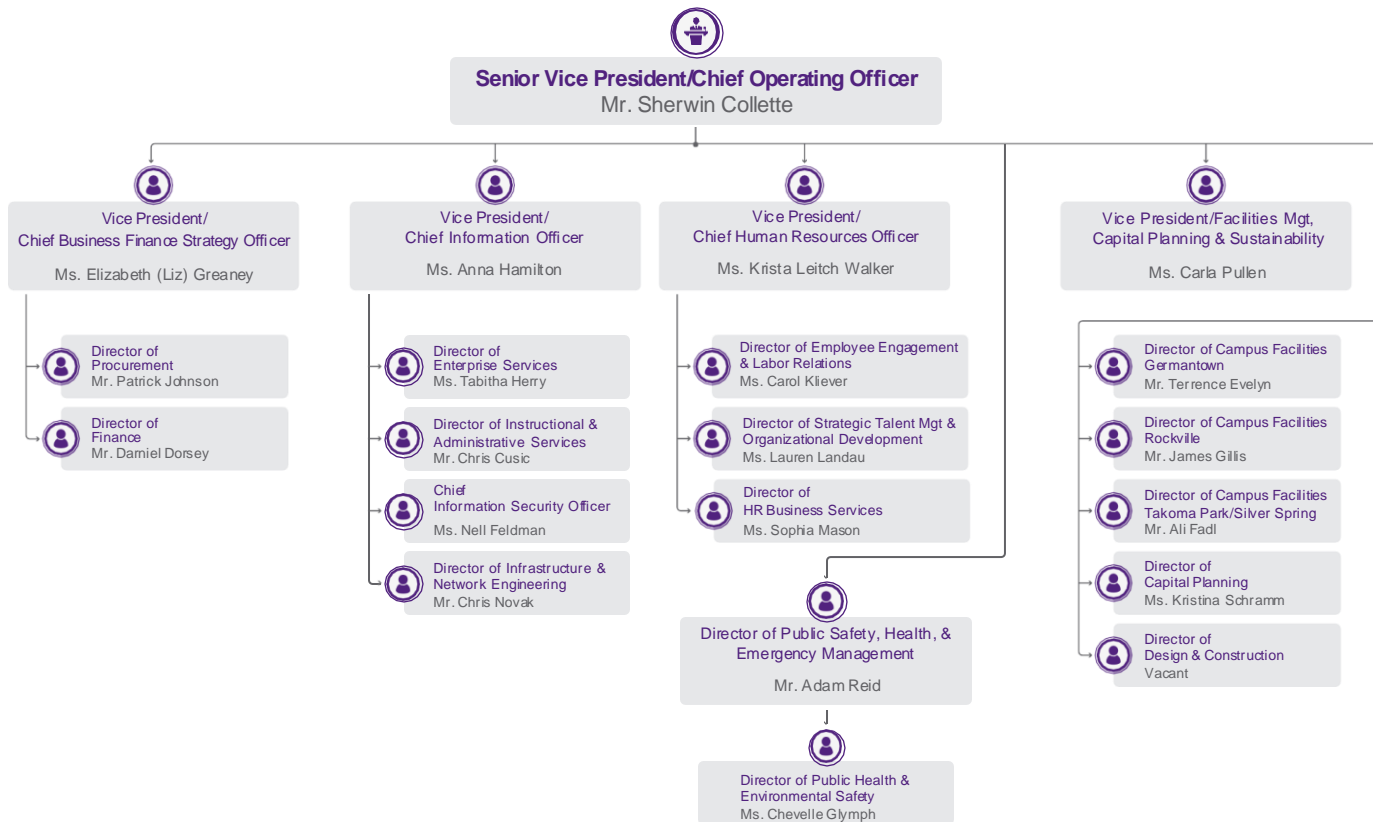 Senior Vice President/Chief Operating Officer
Mr. Sherwin Collette
Vice President/
Chief Business Finance Strategy Officer
Ms. Elizabeth (Liz) Greaney
Director of
Procurement
Mr. Patrick Johnson
Director of
Finance
Mr. Damiel Dorsey
Vice President/
Chief Information Officer
Ms. Anna Hamilton
Director of
Enterprise Services
Ms. Tabitha Herry
Director of Instructional &
Administrative Services
Mr. Chris Cusic
Chief
Information Security Officer
Ms. Nell Feldman
Director of Infrastructure &
Network Engineering
Mr. Chris Novak
Vice President/
Chief Human Resources Officer
Ms. Krista Leitch Walker
Director of Employee Engagement
& Labor Relations
Ms. Carol Kliever
Director of Strategic Talent Mgt &
Organizational Development
Ms. Lauren Landau
Director of
HR Business Services
Ms. Sophia Mason
Director of Public Safety, Health, &
Emergency Management
Mr. Adam Reid
Director of Public Health &
Environmental Safety
Ms. Chevelle Glymph
Vice President/Facilities Mgt,
Capital Planning & Sustainability
Ms. Carla Pullen
Director of Campus Facilities
Germantown
Mr. Terrence Evelyn
Director of Campus Facilities
Rockville
Mr. James Gillis
Director of Campus Facilities
Takoma Park/Silver Spring
Mr. Ali Fadl
Director of
Capital Planning
Ms. Kristina Schramm
Director of
Design & Construction
Vacant